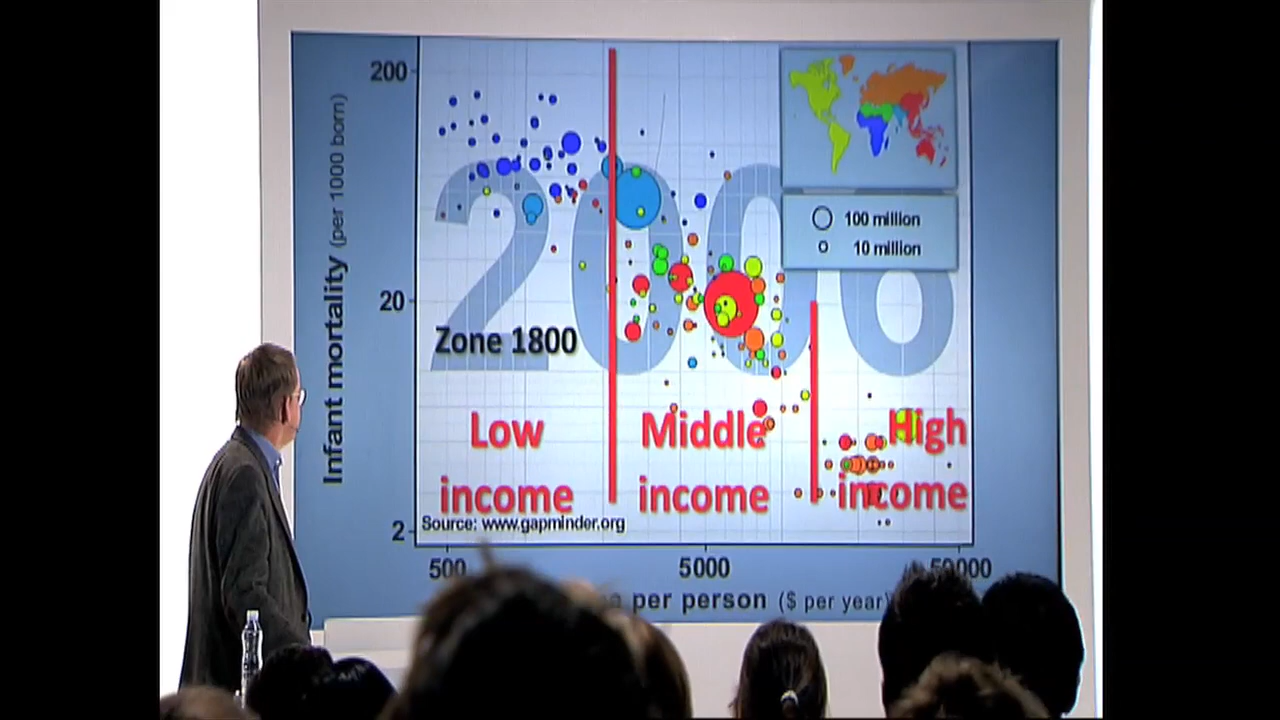 Infant mortality (per 1000 born)
200
20
2
2006
100 million
10 million
Zone 1800
Low
income
Middle
income
High
income
Source: www.gapminder.org
500
5000
50000
per person ($ per year)